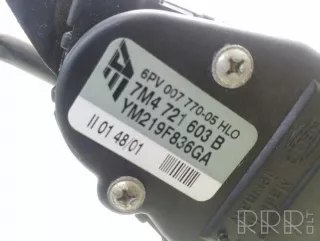 6PV 007 770-05 HLO
7M4 721 603 B
YM219F836GA
II 01 48/01
RRR